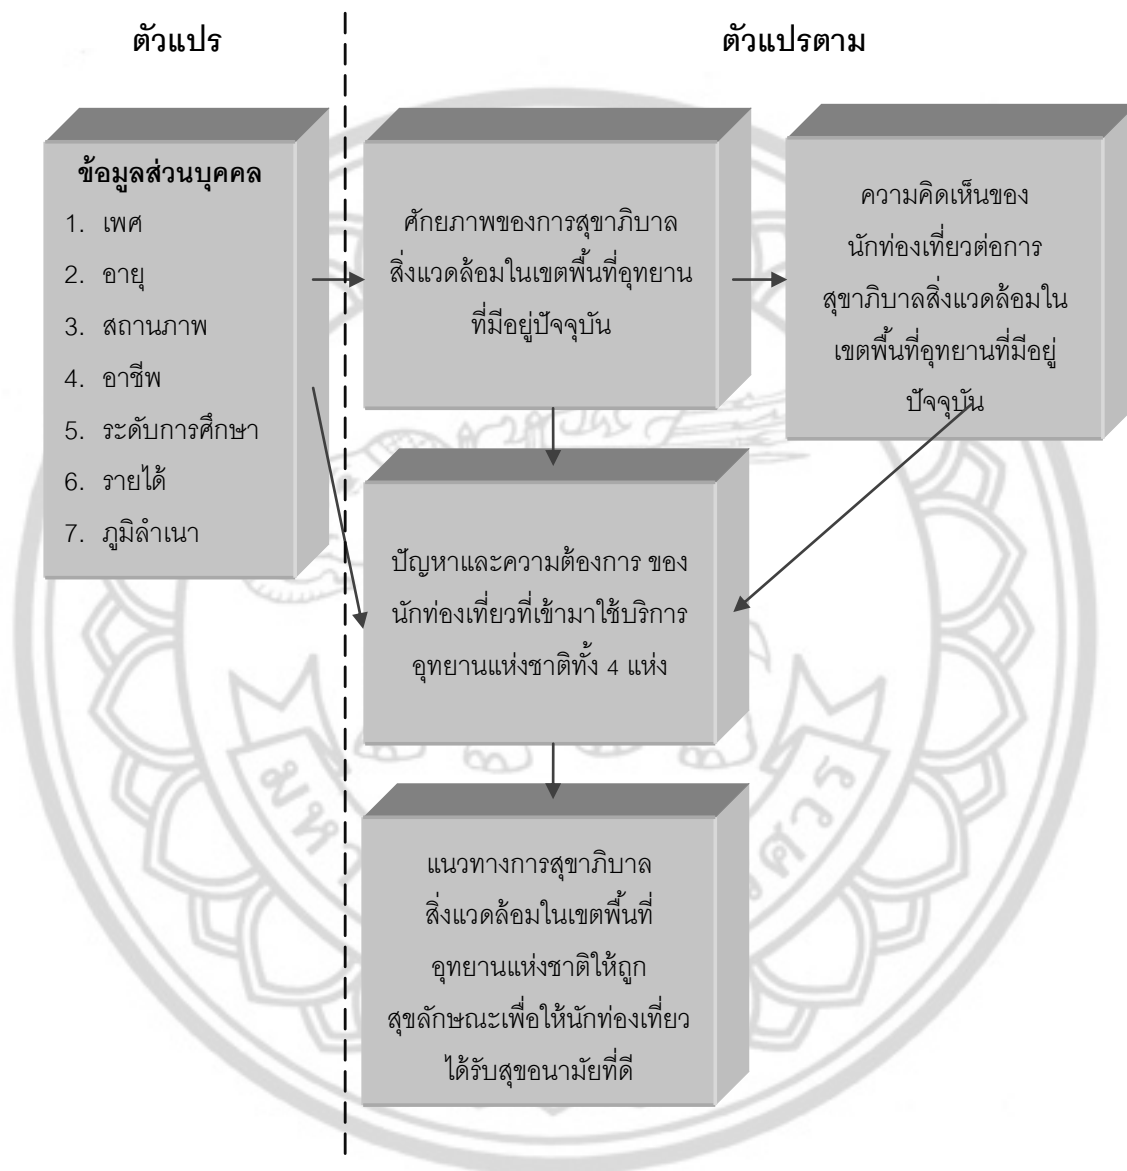 ตัวแปร
ตัวแปรตาม
ข้อมูลส่วนบุคคล
1. เพศ
2. อายุ
3. สถานภาพ
4. อาชีพ
5. ระดับการศึกษา
6. รายได้
7. ภูมิลำเนา
ศักยภาพของการสุขาภิบาล
สิ่งแวดล้อมในเขตพื้นที่อุทยาน
ที่มีอยู่ปัจจุบัน
ความคิดเห็นของ
นักท่องเที่ยวต่อการ
สุขาภิบาลสิ่งแวดล้อมใน
เขตพื้นที่อุทยานที่มีอยู่
ปัจจุบัน
ปัญหาและความต้องการ ของ
นักท่องเที่ยวที่เข้ามาใช้บริการ
อุทยานแห่งชาติทั้ง 4 แห่ง
แนวทางการสุขาภิบาล
สิ่งแวดล้อมในเขตพื้นที่
อุทยานแห่งชาติให้ถูก
สุขลักษณะเพื่อให้นักท่องเที่ยว
ได้รับสุขอนามัยที่ดี